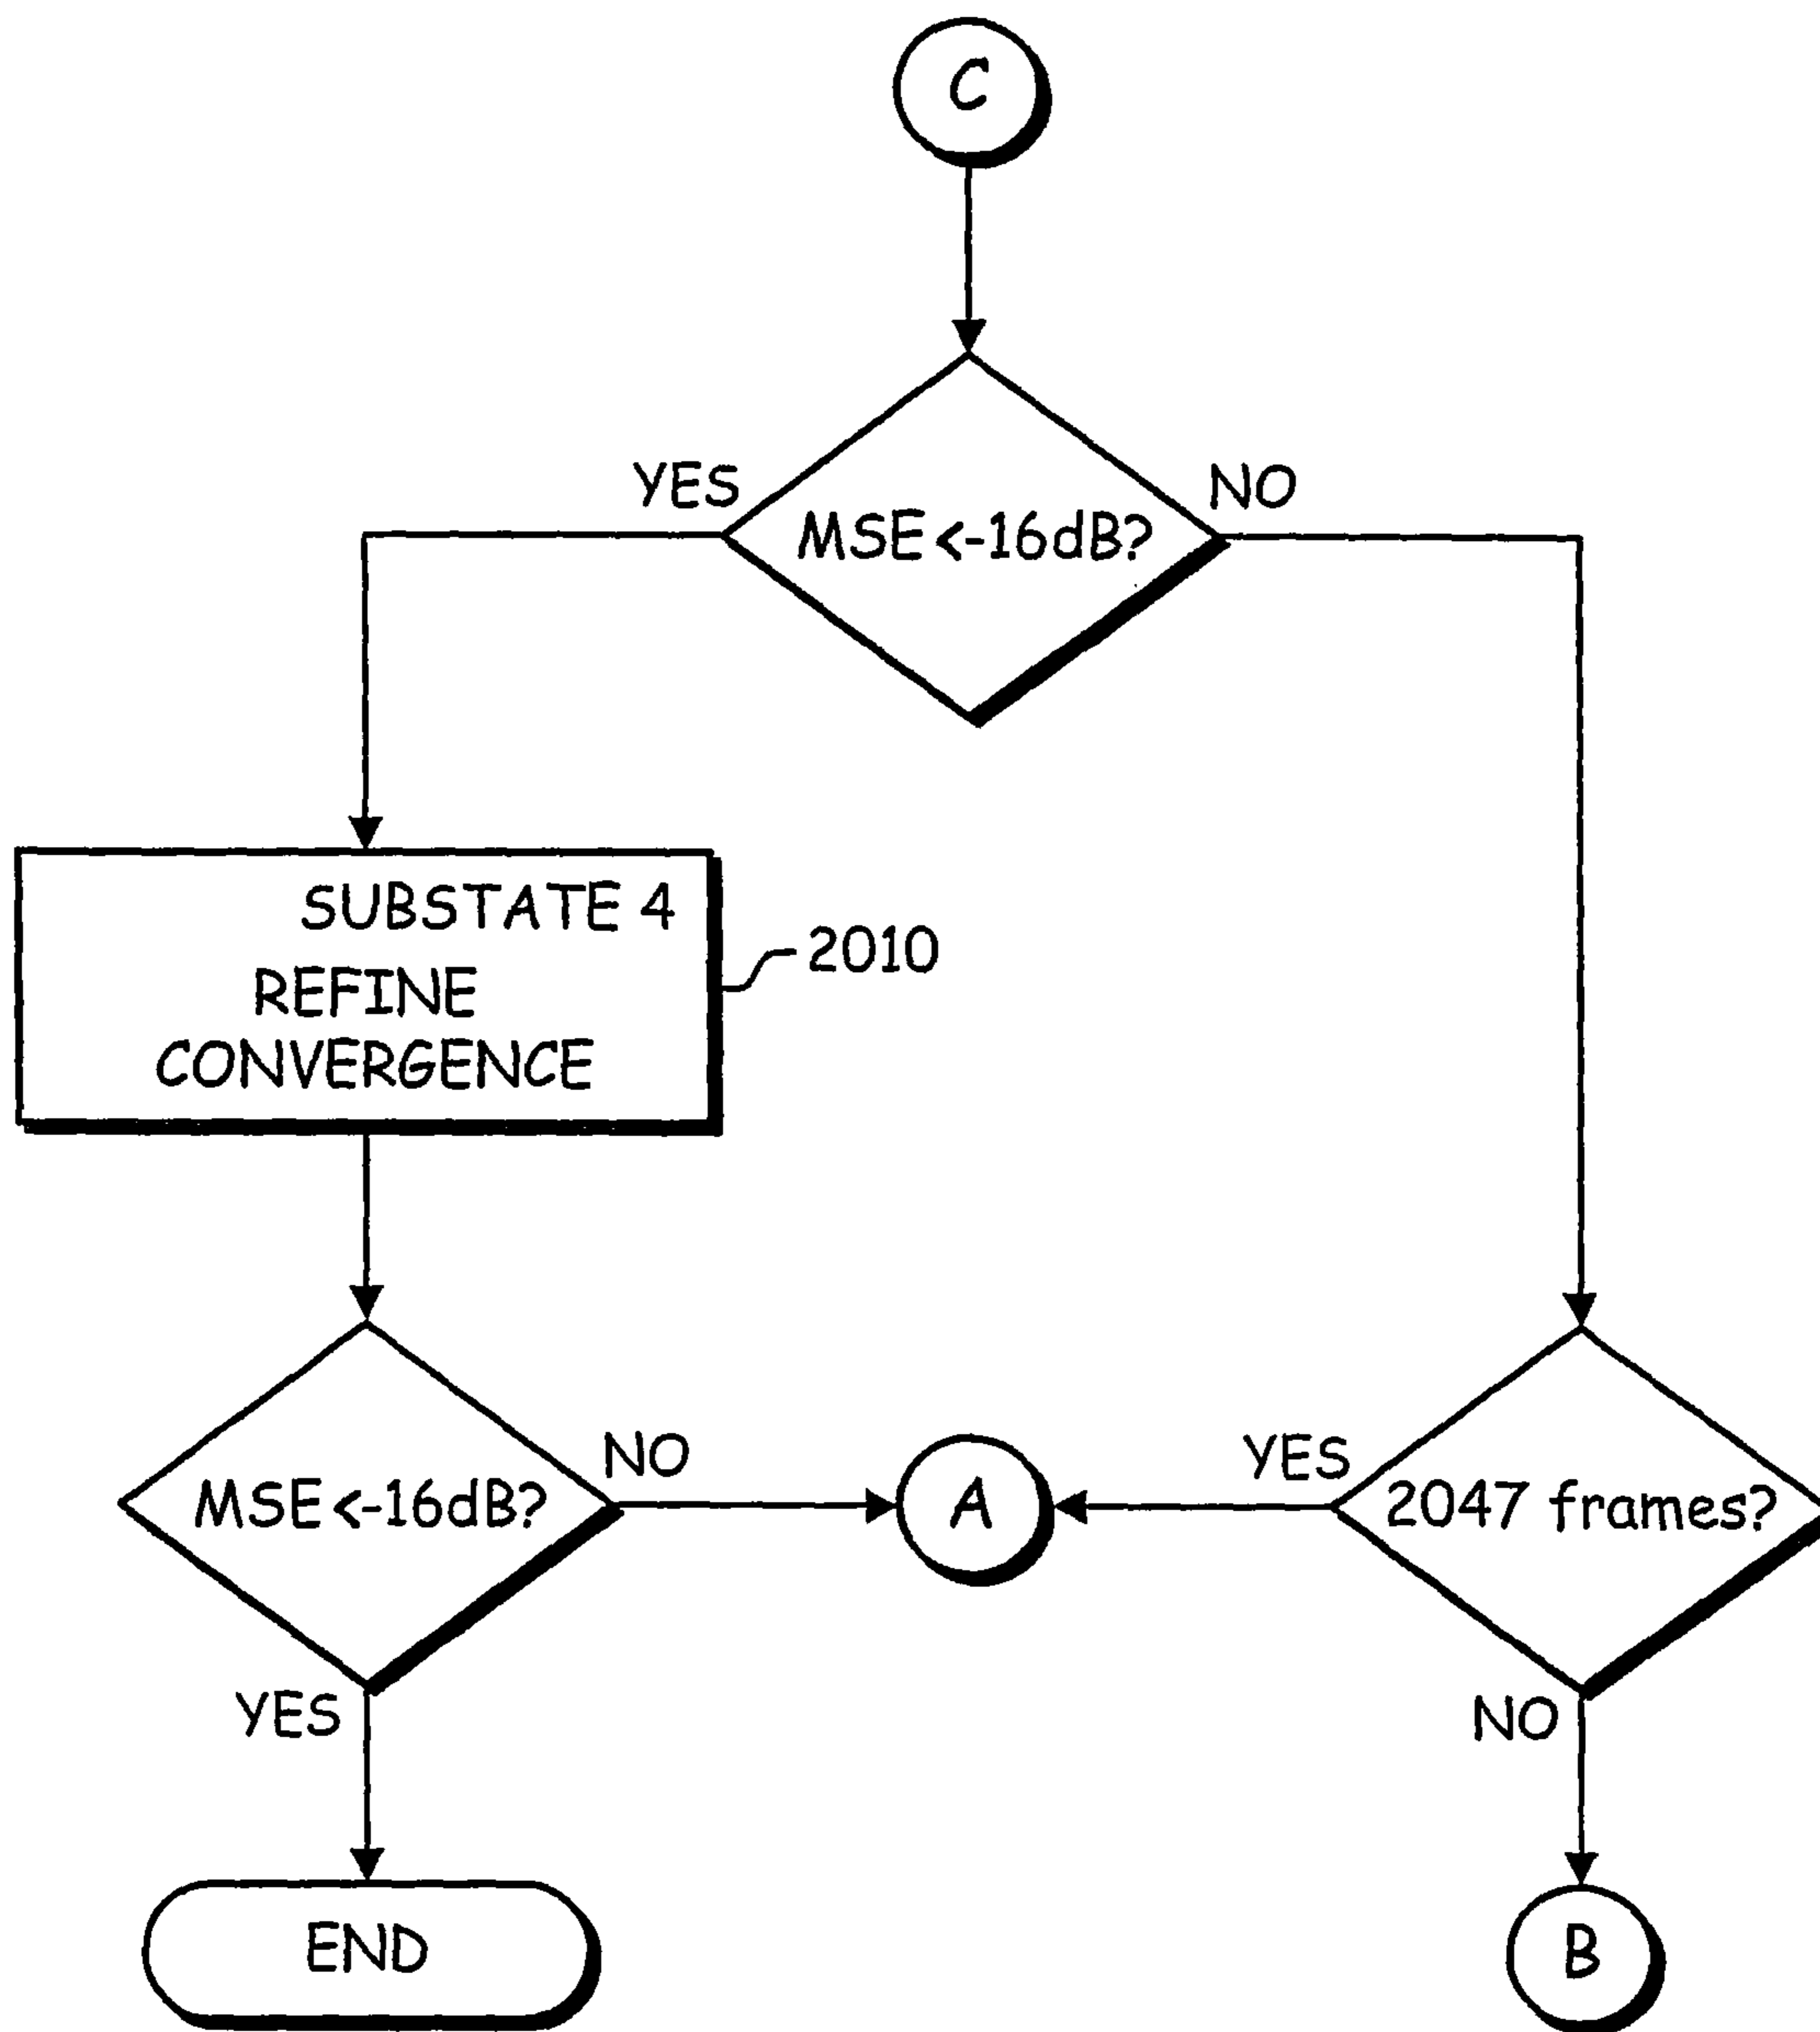 C
YES
NO
MSE <-16dB?
SUBSTATE 4
REFINE
CONVERGENCE
2010
MSE <-16dB?
NO
A
YES
2047 frames?
YES
NO
END
B